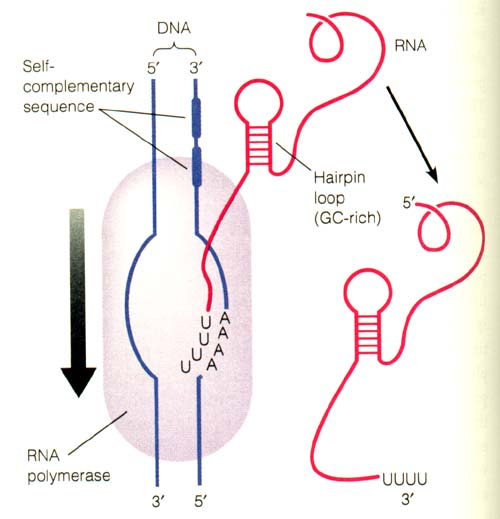 DNA
5′ 3′
Self-
complementary
sequence
RNA
Hairpin
loop
(GC-rich)
5′
U A
U A
U A
U A
RNA
polymerase
3′ 5′
UUUU
3′